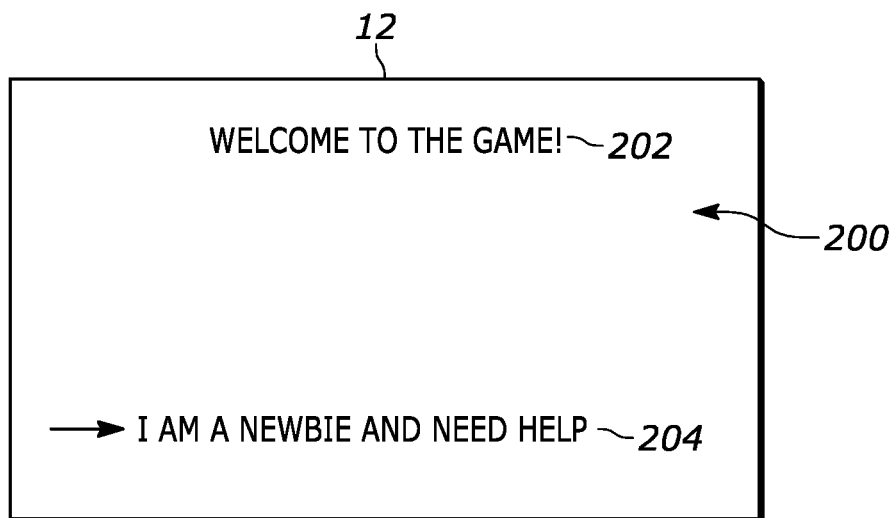 12
WELCOME TO THE GAME! 202
200
I AM A NEWBIE AND NEED HELP 204